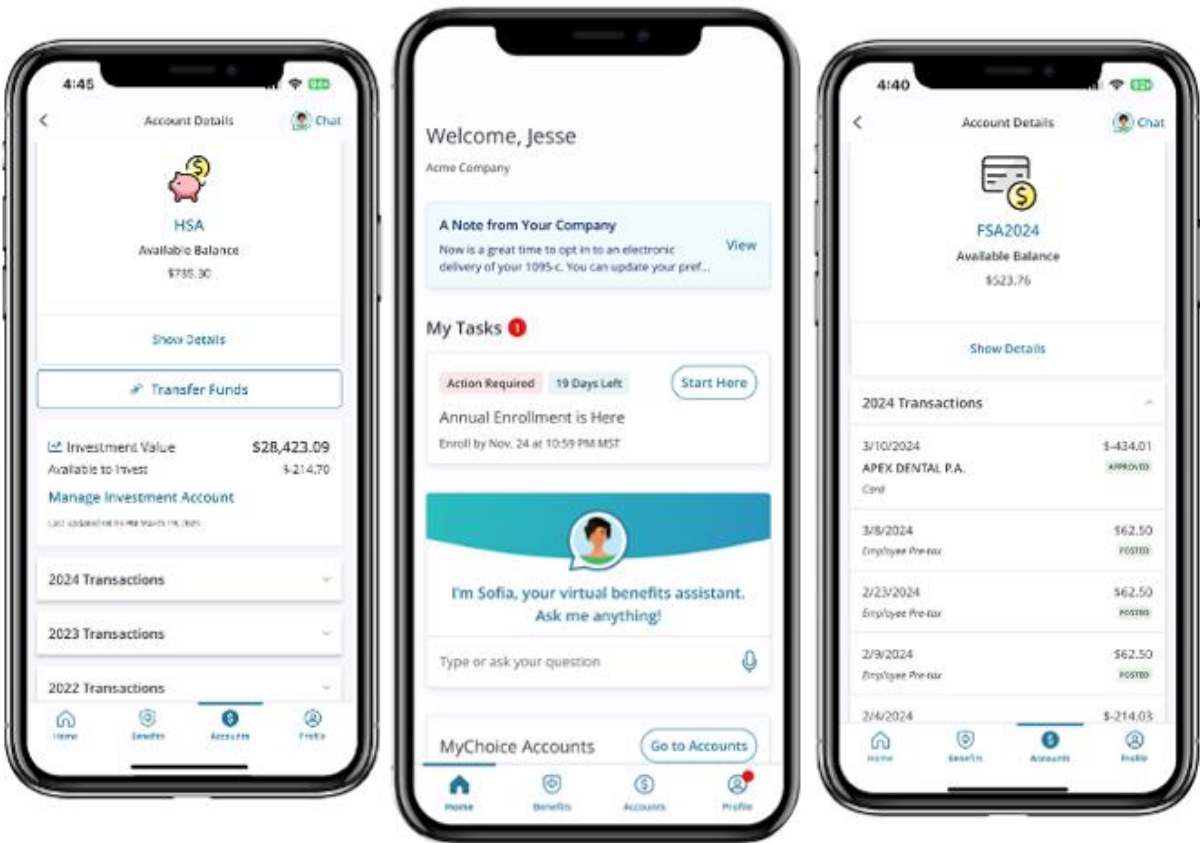 4:45
Account Details
Chat
HSA
Available Balance
Show Details
Transfer Funds
Investment Value $28,423.09
Available to Invest $-214.70
Manage Investment Account
2024 Transactions
2023 Transactions
2022 Transactions
Home Benefits Accounts Profile
Welcome, Jesse
Acme Company
A Note from Your Company
Now is a great time to opt in to an electronic
delivery of your 1095-c. You can update your pref...
View
My Tasks 1
Action Required 19 Days Left Start Here
Annual Enrollment is Here
Enroll by Nov. 24 at 10:59 PM MST
I'm Sofia, your virtual benefits assistant.
Ask me anything!
Type or ask your question
MyChoice Accounts Go to Accounts
Home Benefits Accounts Profile
4:40
Account Details
Chat
FSA2024
Available Balance
$523.76
Show Details
2024 Transactions
3/10/2024 $-434.01
APEX DENTAL P.A. APPROVED
Card
3/8/2024 $62.50
Employee Pre-tax POSTED
2/23/2024 $62.50
Employee Pre-tax POSTED
2/9/2024 $62.50
Employee Pre-tax POSTED
2/4/2024 $-214.03
Home Benefits Accounts Profile